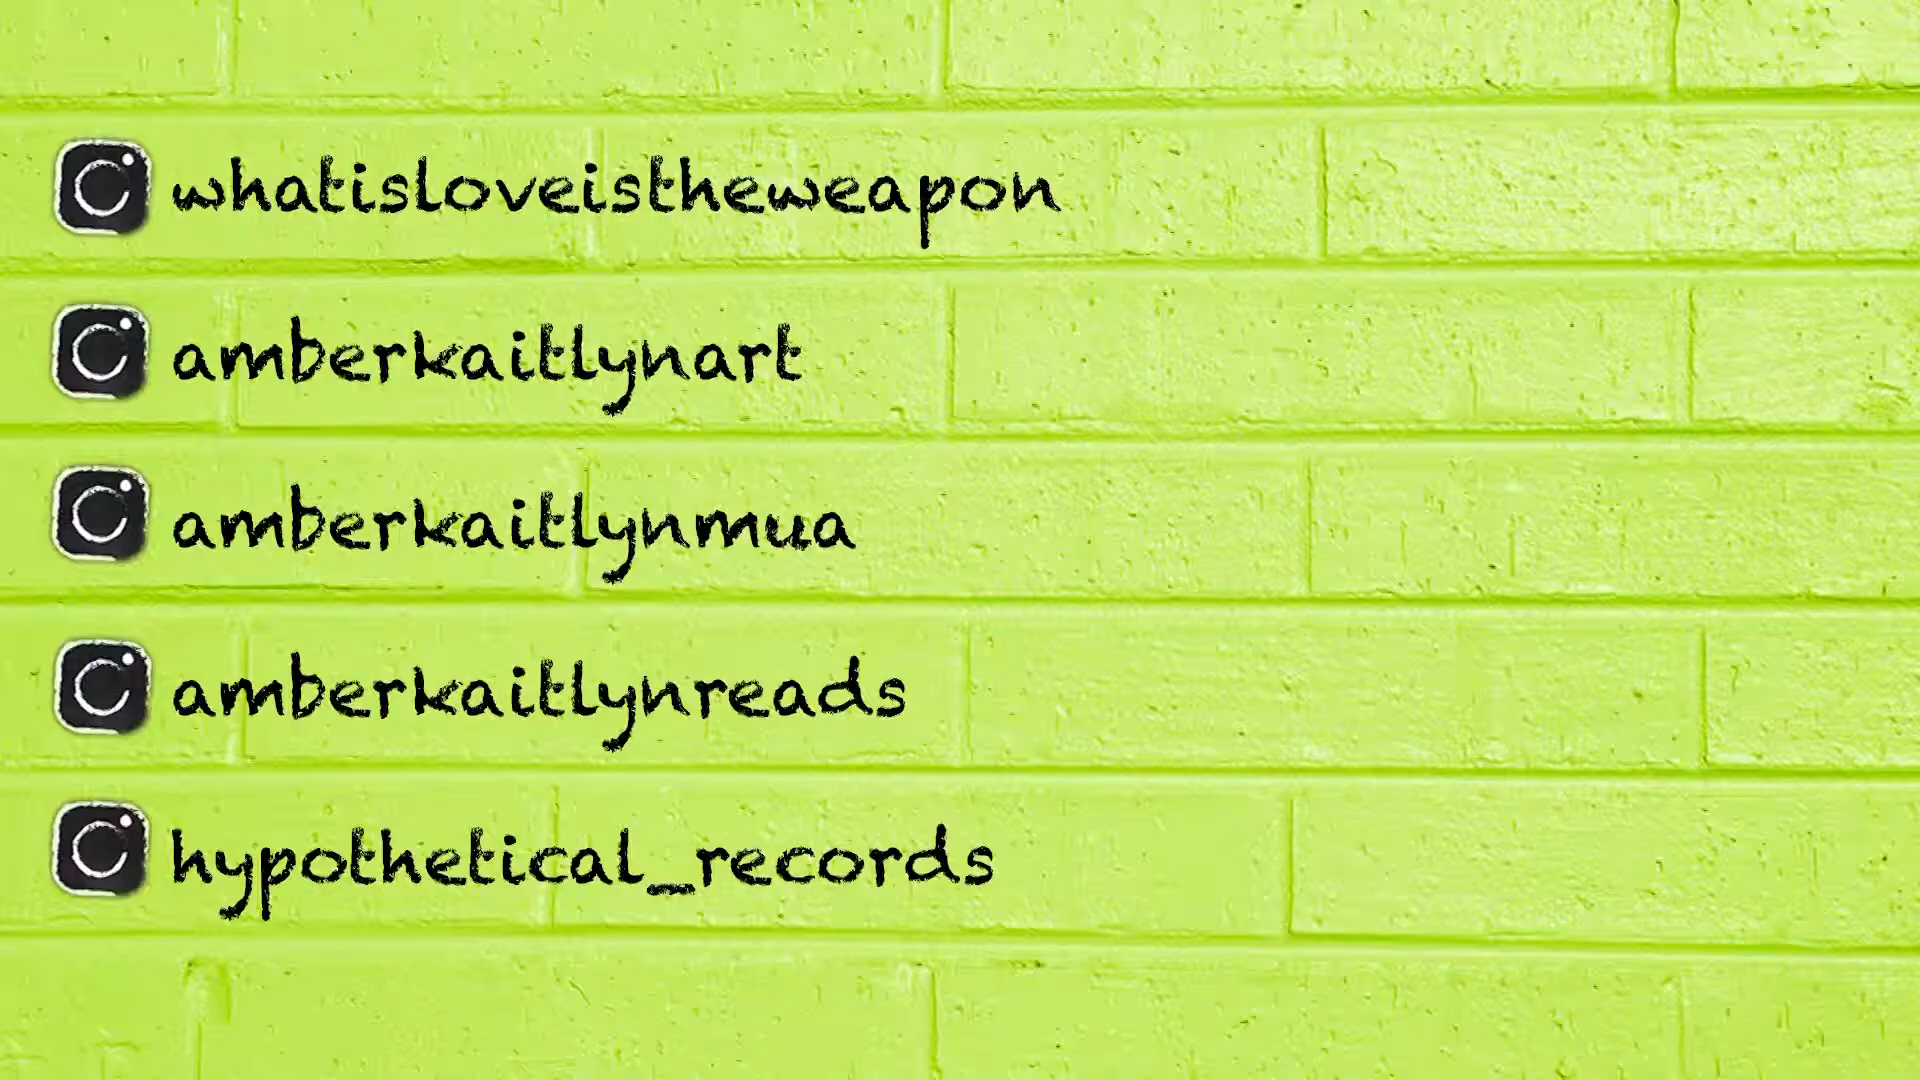 whatisloveistheweapon
amberkaitlynart
amberkaitlynmua
amberkaitlynreads
hypothetical_records